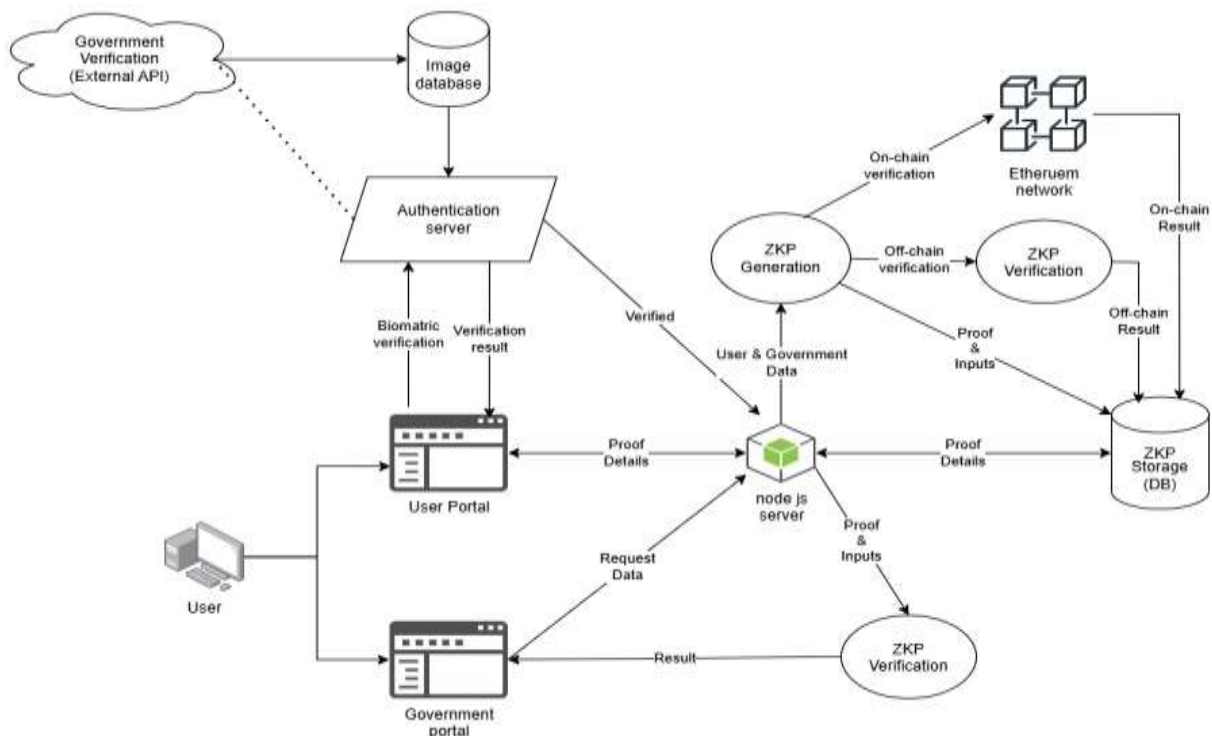 Government
Verification
(External API)
Image
database
Authentication
server
Etheruem
network
On-chain
verification
On-chain
Result
ZKP
Generation
Off-chain
verification
ZKP
Verification
Off-chain
Result
Biomatric
verification
Verification
result
Verified
User & Government
Data
Proof
&
Inputs
User Portal
Proof
Details
node js
server
Proof
Details
ZKP
Storage
(DB)
User
Request
Data
Proof
&
Inputs
Government
portal
Result
ZKP
Verification